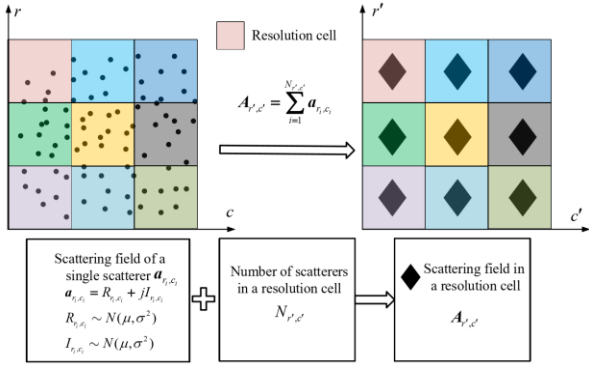 r
Resolution cell
r′
A_{r′,c′} = \sum_{i=1}^{N_{r′,c′}} a_{r_i,c_i}
c
c′
Scattering field of
a single scatterer a_{r_i,c_i}
a_{r_i,c_i} = R_{r_i,c_i} + jI_{r_i,c_i}
R_{r_i,c_i} ∼ N(μ,σ²)
I_{r_i,c_i} ∼ N(μ,σ²)
Number of scatterers
in a resolution cell
N_{r′,c′}
Scattering field in
a resolution cell
A_{r′,c′}